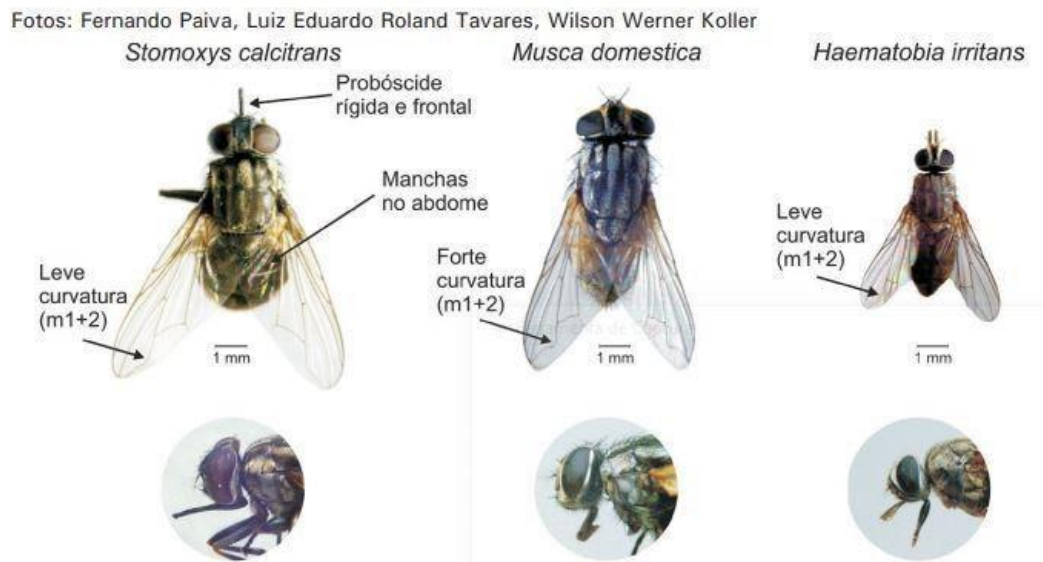 Fotos: Fernando Paiva, Luiz Eduardo Roland Tavares, Wilson Werner Koller
Stomoxys calcitrans
Musca domestica
Haematobia irritans
Probóscide
rígida e frontal
Manchas
no abdome
Leve
curvatura
(m1+2)
1 mm
Forte
curvatura
(m1+2)
1 mm
Leve
curvatura
(m1+2)
1 mm